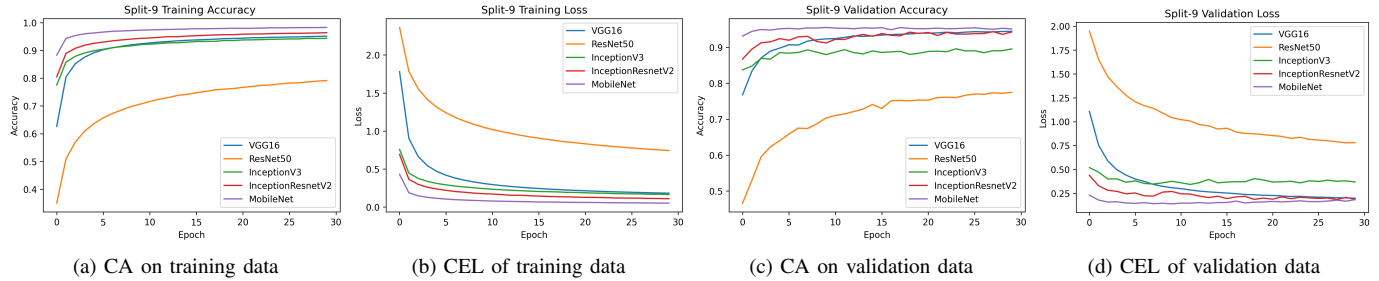 Split-9 Training Accuracy
1.0
0.9
0.8
0.7
0.6
0.5
0.4
Accuracy
0 5 10 15 20 25 30
Epoch
VGG16
ResNet50
InceptionV3
InceptionResnetV2
MobileNet
(a) CA on training data
Split-9 Training Loss
2.0
1.5
1.0
0.5
0.0
Loss
0 5 10 15 20 25 30
Epoch
VGG16
ResNet50
InceptionV3
InceptionResnetV2
MobileNet
(b) CEL of training data
Split-9 Validation Accuracy
0.9
0.8
0.7
0.6
0.5
Accuracy
0 5 10 15 20 25 30
Epoch
VGG16
ResNet50
InceptionV3
InceptionResnetV2
MobileNet
(c) CA on validation data
Split-9 Validation Loss
2.00
1.75
1.50
1.25
1.00
0.75
0.50
0.25
Loss
0 5 10 15 20 25 30
Epoch
VGG16
ResNet50
InceptionV3
InceptionResnetV2
MobileNet
(d) CEL of validation data